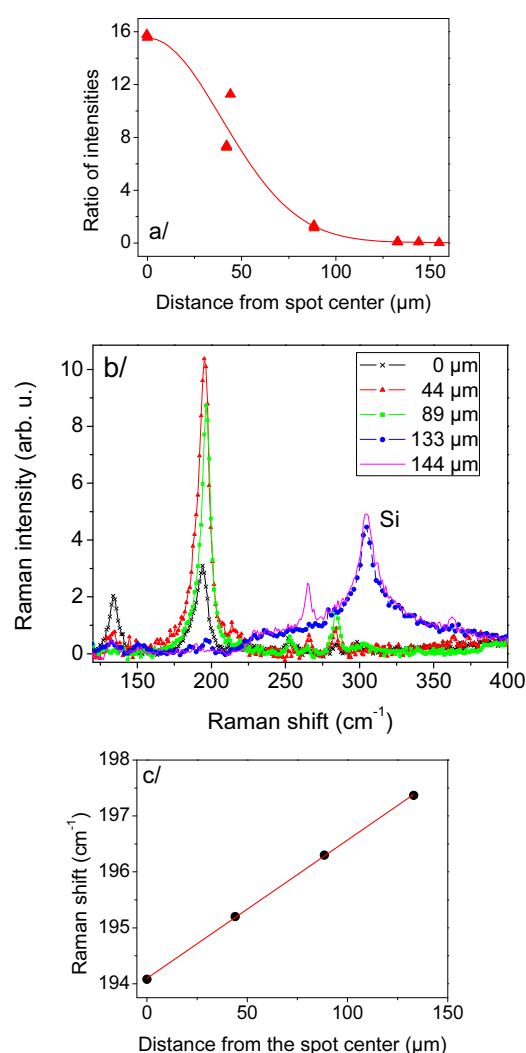 16
12
8
4
0
Ratio of intensities
a/
0 50 100 150
Distance from spot center (µm)
b/
10
8
6
4
2
0
Raman intensity (arb. u.)
0 µm
44 µm
89 µm
133 µm
144 µm
Si
150 200 250 300 350 400
Raman shift (cm⁻¹)
c/
198
197
196
195
194
Raman shift (cm⁻¹)
0 50 100 150
Distance from the spot center (µm)